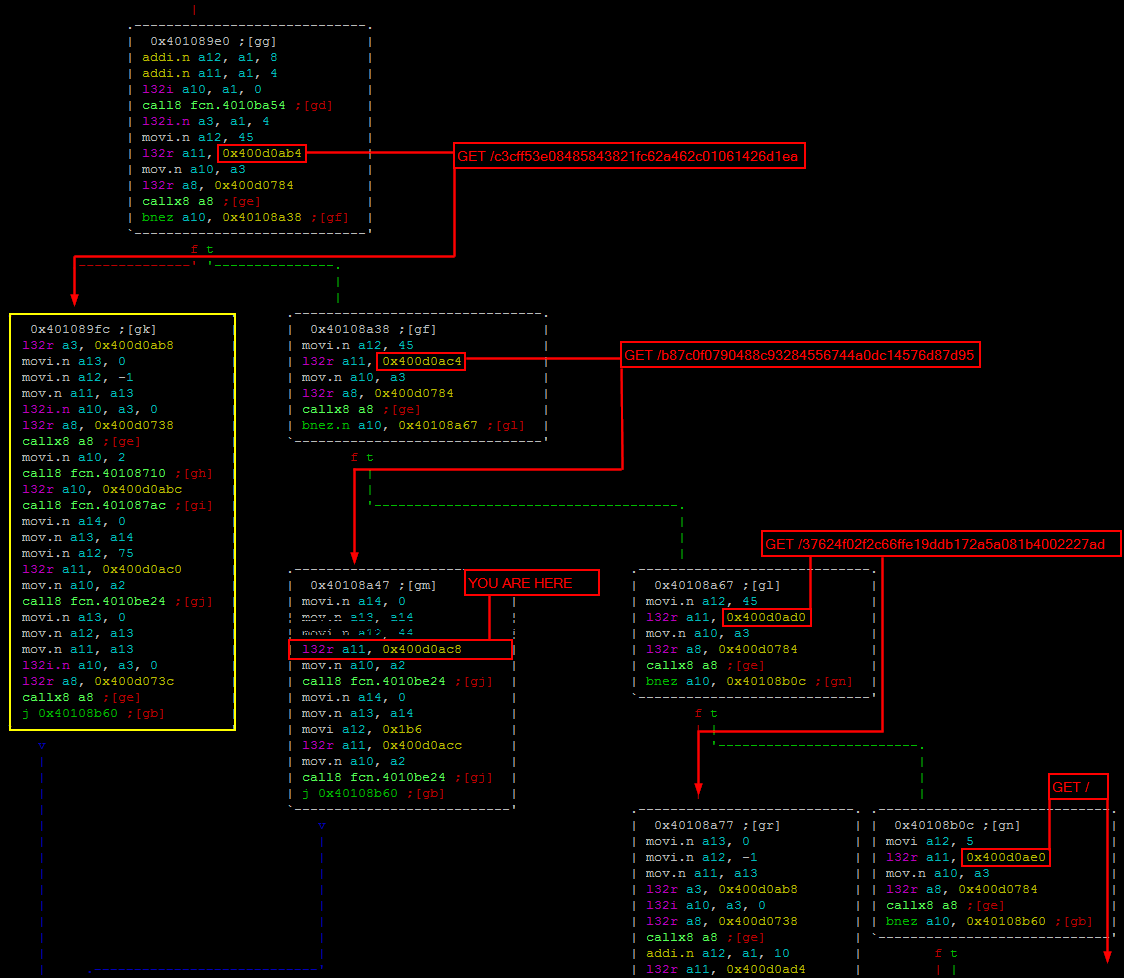 0x401089e0 ;[gg]
addi.n a12, a1, 8
addi.n a11, a1, 4
l32i a10, a1, 0
call8 fcn.4010ba54 ;[gd]
l32i.n a3, a1, 4
movi.n a12, 45
l32r a11, 0x400d0ab4
mov.n a10, a3
l32r a8, 0x400d0784
callx8 a8 ;[ge]
bnez a10, 0x40108a38 ;[gf]
GET /c3cff53e08485843821fc62a462c01061426d1ea
f t
0x401089fc ;[gk]
l32r a3, 0x400d0ab8
movi.n a13, 0
movi.n a12, -1
mov.n a11, a13
l32i.n a10, a3, 0
l32r a8, 0x400d0738
callx8 a8 ;[ge]
movi.n a10, 2
call8 fcn.40108710 ;[gh]
l32r a10, 0x400d0abc
call8 fcn.401087ac ;[gi]
movi.n a14, 0
mov.n a13, a14
movi.n a12, 75
l32r a11, 0x400d0ac0
mov.n a10, a2
call8 fcn.4010be24 ;[gj]
movi.n a13, 0
mov.n a12, a13
mov.n a11, a13
l32i.n a10, a3, 0
l32r a8, 0x400d073c
callx8 a8 ;[ge]
j 0x40108b60 ;[gb]
0x40108a38 ;[gf]
movi.n a12, 45
l32r a11, 0x400d0ac4
mov.n a10, a3
l32r a8, 0x400d0784
callx8 a8 ;[ge]
bnez.n a10, 0x40108a67 ;[gl]
GET /b87c0f0790488c93284556744a0dc14576d87d95
f t
0x40108a47 ;[gm]
movi.n a14, 0
mov.n a13, a14
movi.n a12, 44
l32r a11, 0x400d0ac8
mov.n a10, a2
call8 fcn.4010be24 ;[gj]
movi.n a14, 0
mov.n a13, a14
movi a12, 0x1b6
l32r a11, 0x400d0acc
mov.n a10, a2
call8 fcn.4010be24 ;[gj]
j 0x40108b60 ;[gb]
YOU ARE HERE
GET /37624f02f2c66ffe19ddb172a5a081b4002227ad
0x40108a67 ;[gl]
movi.n a12, 45
l32r a11, 0x400d0ad0
mov.n a10, a3
l32r a8, 0x400d0784
callx8 a8 ;[ge]
bnez a10, 0x40108b0c ;[gn]
f t
0x40108a77 ;[gr]
movi.n a13, 0
movi.n a12, -1
mov.n a11, a13
l32r a3, 0x400d0ab8
l32i a10, a3, 0
l32r a8, 0x400d0738
callx8 a8 ;[ge]
addi.n a12, a1, 10
l32r a11, 0x400d0ad4
GET /
0x40108b0c ;[gn]
movi a12, 5
l32r a11, 0x400d0ae0
mov.n a10, a3
l32r a8, 0x400d0784
callx8 a8 ;[ge]
bnez a10, 0x40108b60 ;[gb]
f t